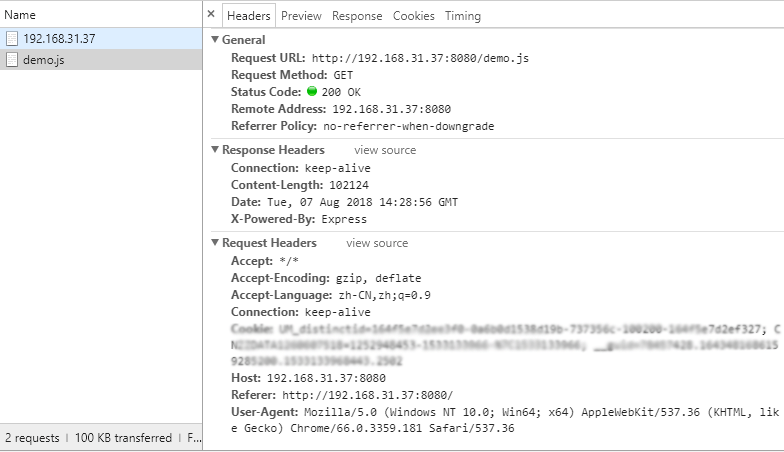 Name
192.168.31.37
demo.js
2 requests | 100 KB transferred | F...
× Headers Preview Response Cookies Timing
▼ General
Request URL: http://192.168.31.37:8080/demo.js
Request Method: GET
Status Code: 200 OK
Remote Address: 192.168.31.37:8080
Referrer Policy: no-referrer-when-downgrade
▼ Response Headers view source
Connection: keep-alive
Content-Length: 102124
Date: Tue, 07 Aug 2018 14:28:56 GMT
X-Powered-By: Express
▼ Request Headers view source
Accept: */*
Accept-Encoding: gzip, deflate
Accept-Language: zh-CN,zh;q=0.9
Connection: keep-alive
Cookie:
Host: 192.168.31.37:8080
Referer: http://192.168.31.37:8080/
User-Agent: Mozilla/5.0 (Windows NT 10.0; Win64; x64) AppleWebKit/537.36 (KHTML, lik
e Gecko) Chrome/66.0.3359.181 Safari/537.36